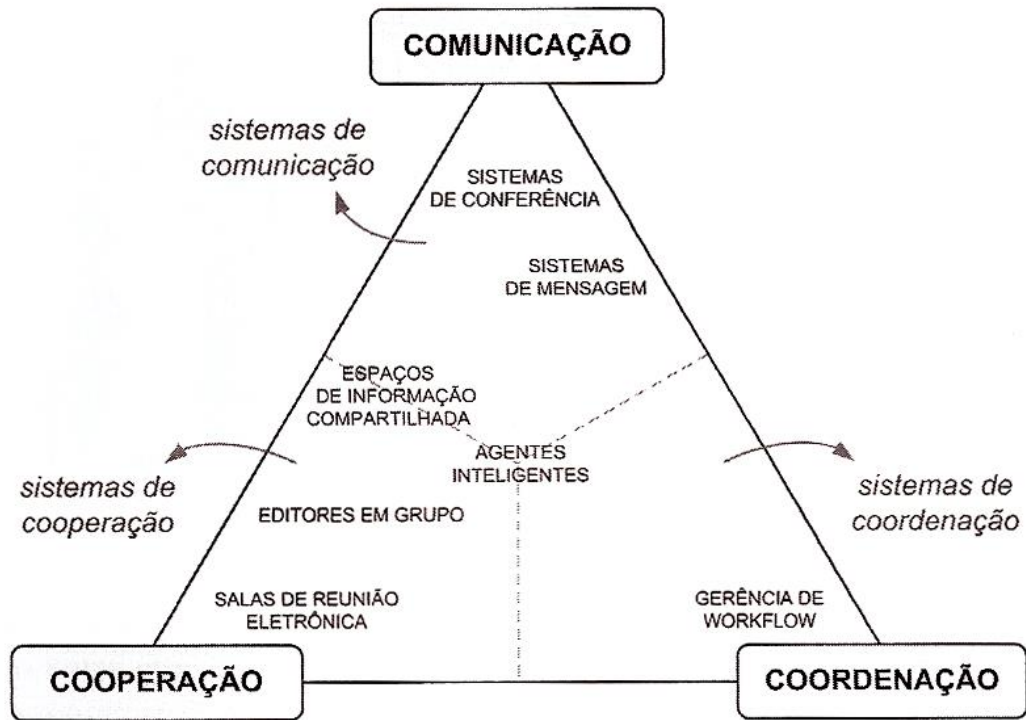 COMUNICAÇÃO
sistemas de
comunicação
SISTEMAS
DE CONFERÊNCIA
SISTEMAS
DE MENSAGEM
ESPAÇOS
DE INFORMAÇÃO
COMPARTILHADA
AGENTES
INTELIGENTES
sistemas de
cooperação
EDITORES EM GRUPO
sistemas de
coordenação
SALAS DE REUNIÃO
ELETRÔNICA
GERÊNCIA DE
WORKFLOW
COOPERAÇÃO
COORDENAÇÃO